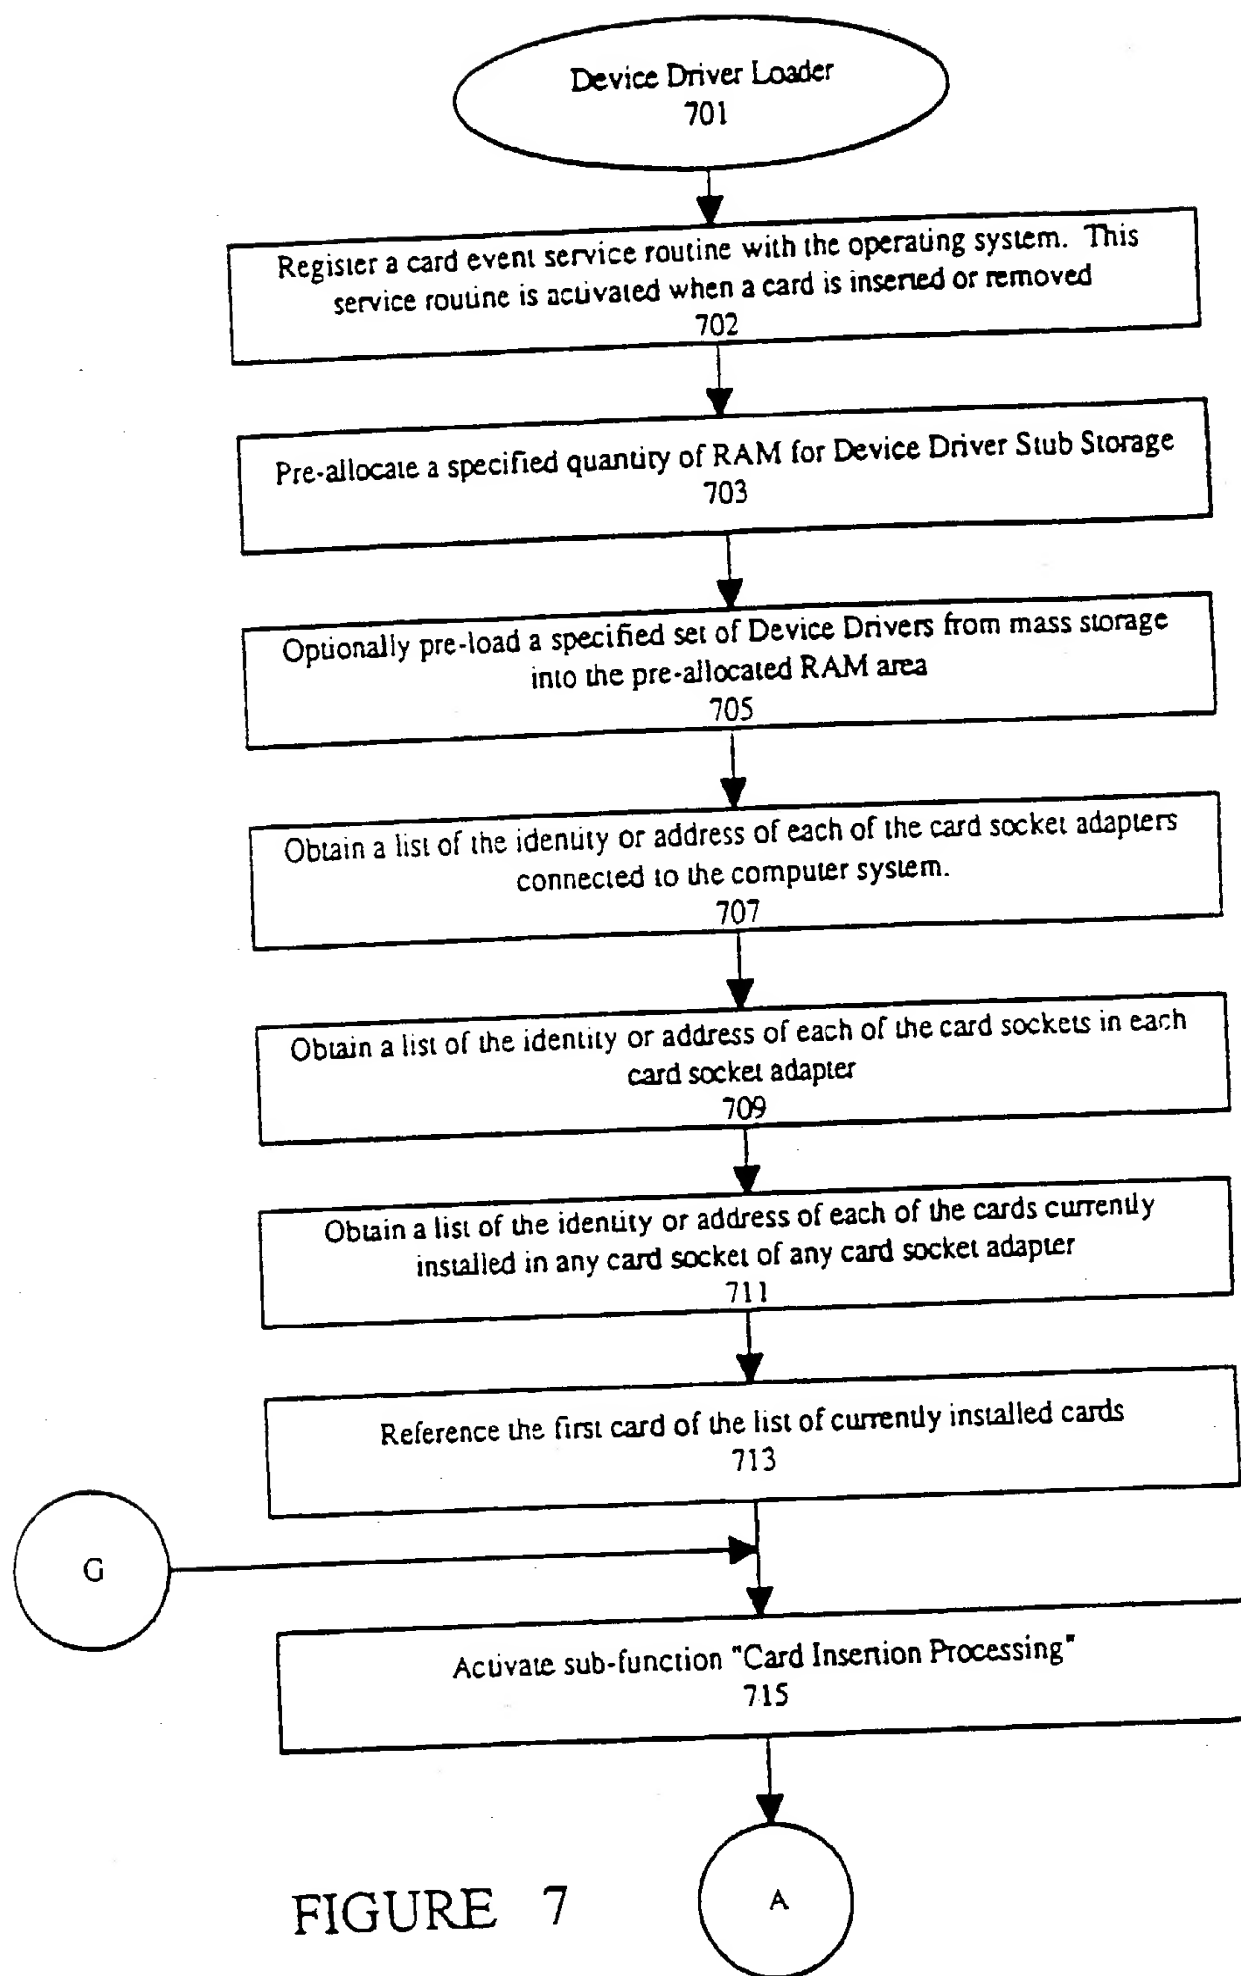 Device Driver Loader
701
Register a card event service routine with the operating system. This
service routine is activated when a card is inserted or removed
702
Pre-allocate a specified quantity of RAM for Device Driver Stub Storage
703
Optionally pre-load a specified set of Device Drivers from mass storage
into the pre-allocated RAM area
705
Obtain a list of the identity or address of each of the card socket adapters
connected to the computer system.
707
Obtain a list of the identity or address of each of the card sockets in each
card socket adapter
709
Obtain a list of the identity or address of each of the cards currently
installed in any card socket of any card socket adapter
711
Reference the first card of the list of currently installed cards
713
G
Activate sub-function "Card Insertion Processing"
715
A
FIGURE 7